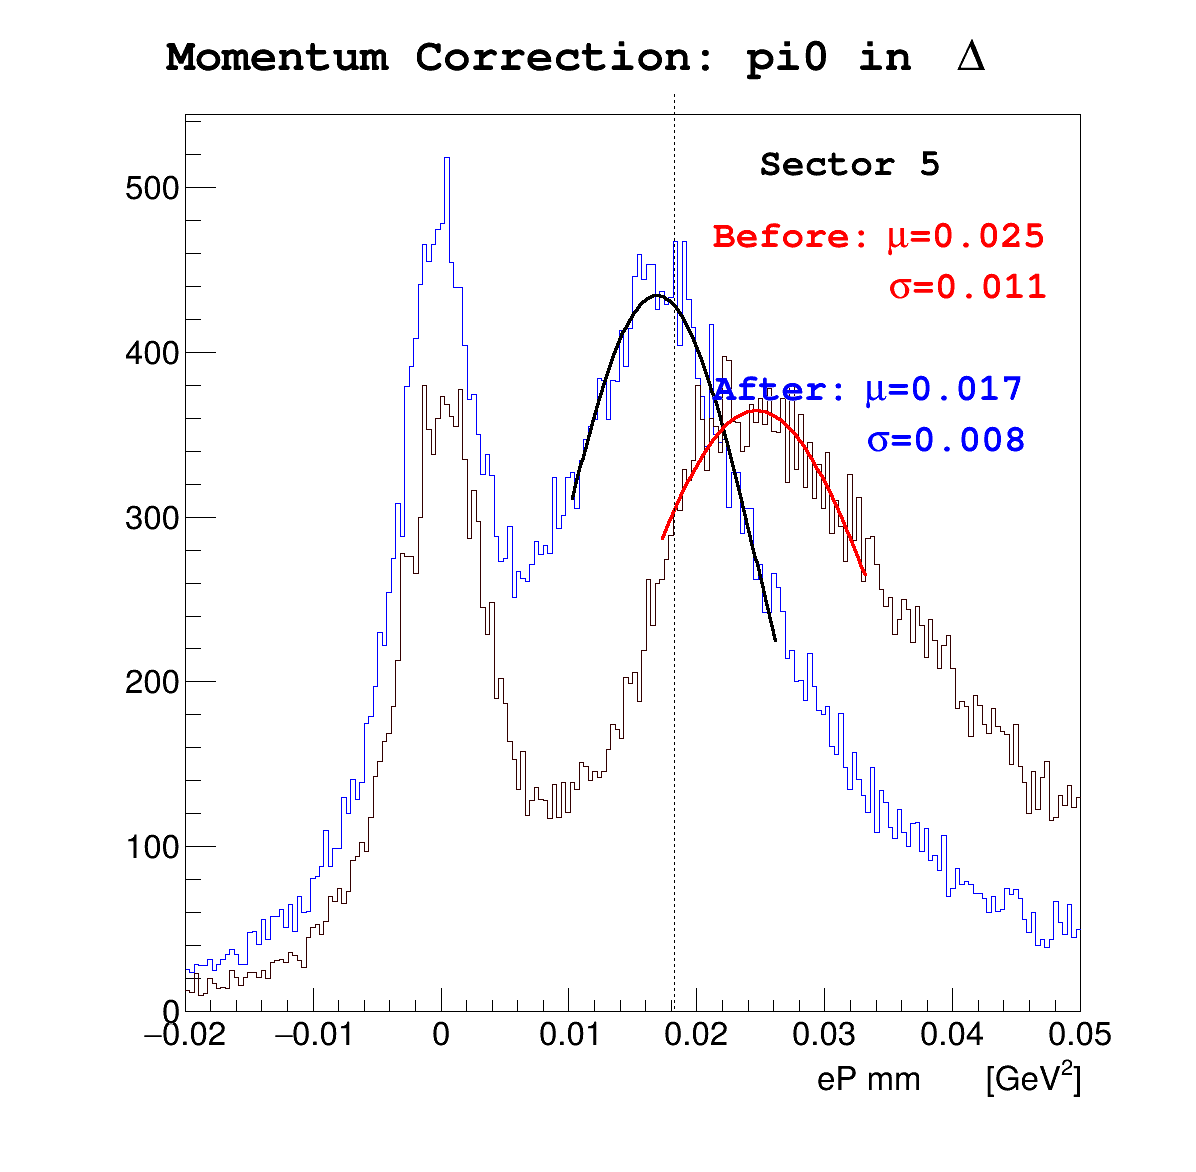 Momentum Correction: pi0 in Δ
Sector 5
Before: μ=0.025
σ=0.011
After: μ=0.017
σ=0.008
500
400
300
200
100
0
−0.02 −0.01 0 0.01 0.02 0.03 0.04 0.05
eP mm [GeV²]